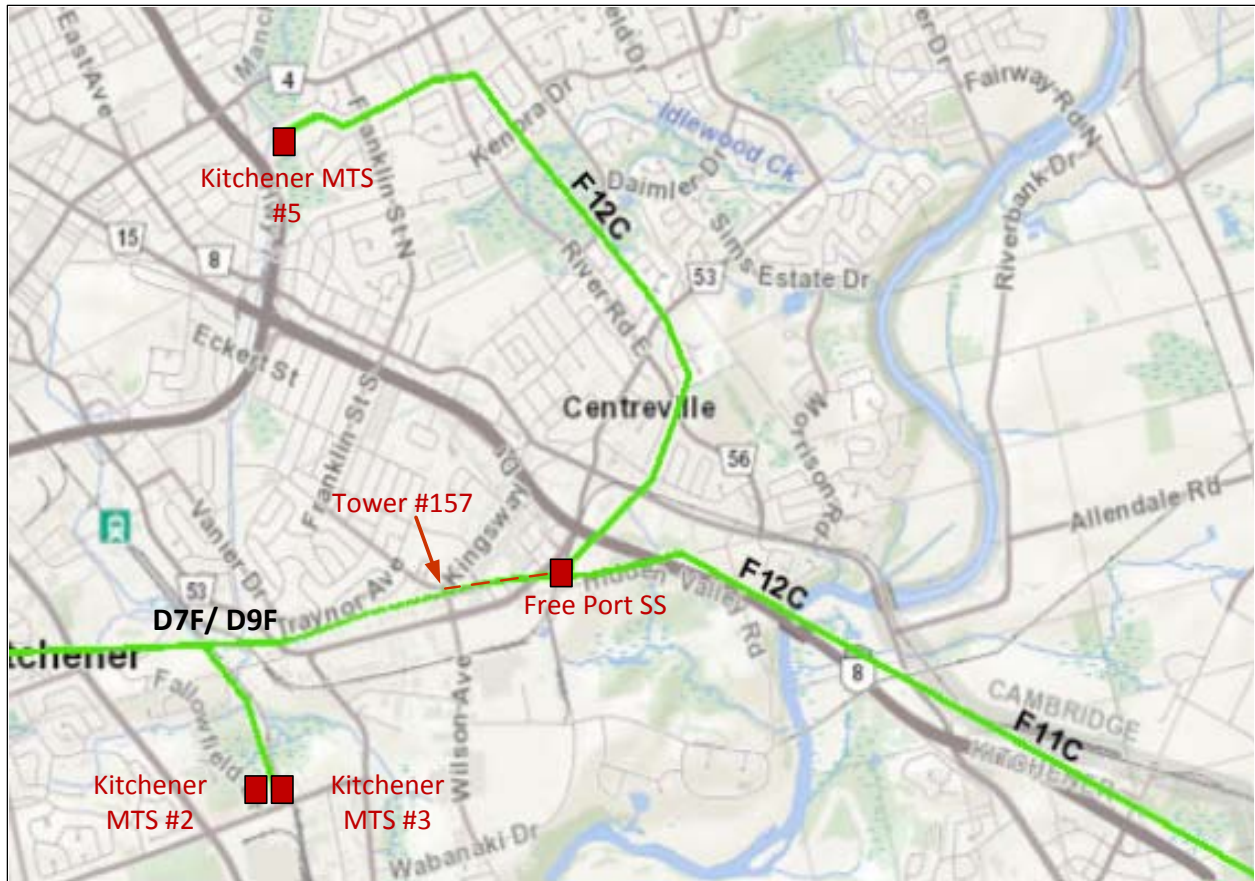 East Ave
4
Kitchener MTS
#5
Franklin St N
Kenora Dr
Idlewood Ck
Daimler Dr
F12C
Fairway Rd N
Riverbank Dr
Sims Estate Dr
15
8
53
River Rd E
Eckert St
Franklin St S
Centreville
Morrison Rd
56
Allendale Rd
Tower #157
Kingsway
Vanier Dr
53
Traynor Ave
Free Port SS
Hidden Valley Rd
F12C
D7F/ D9F
tchener
Fallowfield
Wilson Ave
8
CAMBRIDGE
F11C
Kitchener
MTS #2
Kitchener
MTS #3
Wabanaki Dr